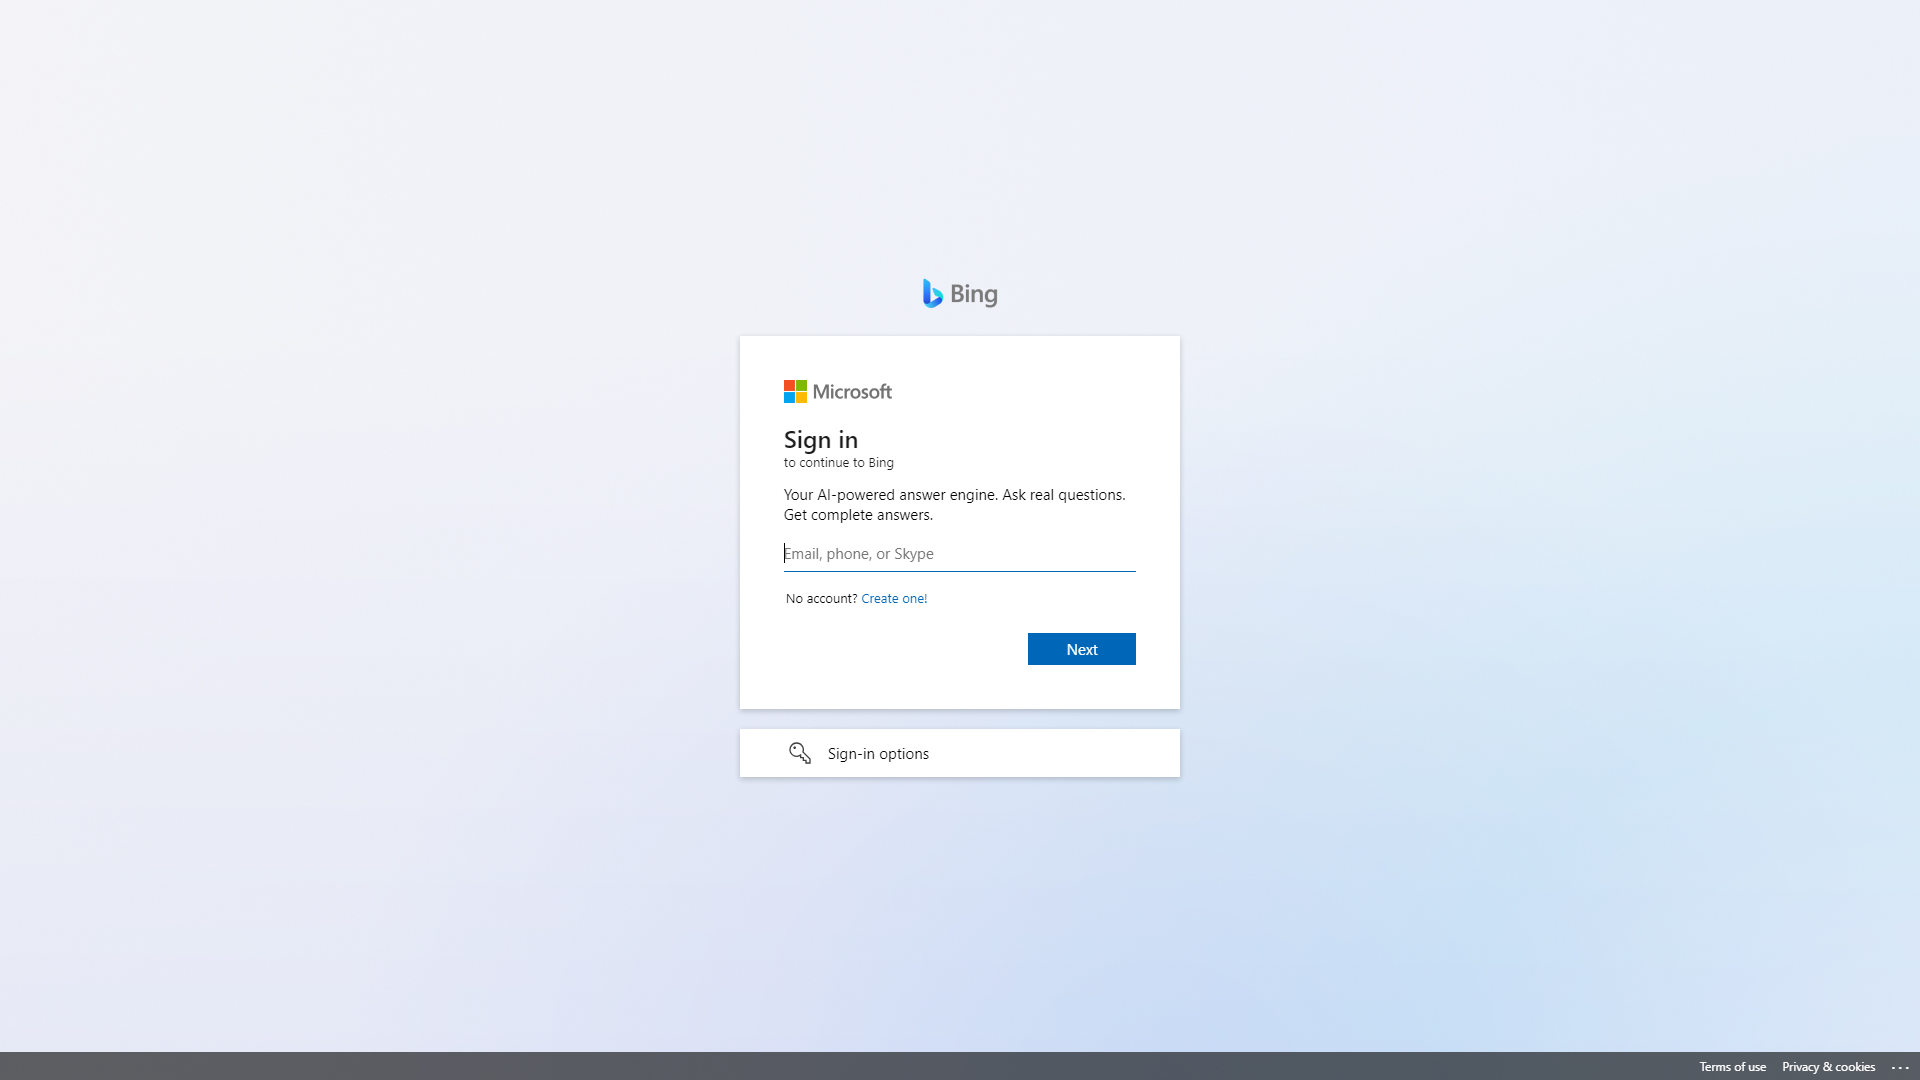 Bing
Microsoft
Sign in
to continue to Bing
Your AI-powered answer engine. Ask real questions.
Get complete answers.
Email, phone, or Skype
No account? Create one!
Next
Sign-in options
Terms of use Privacy & cookies ...